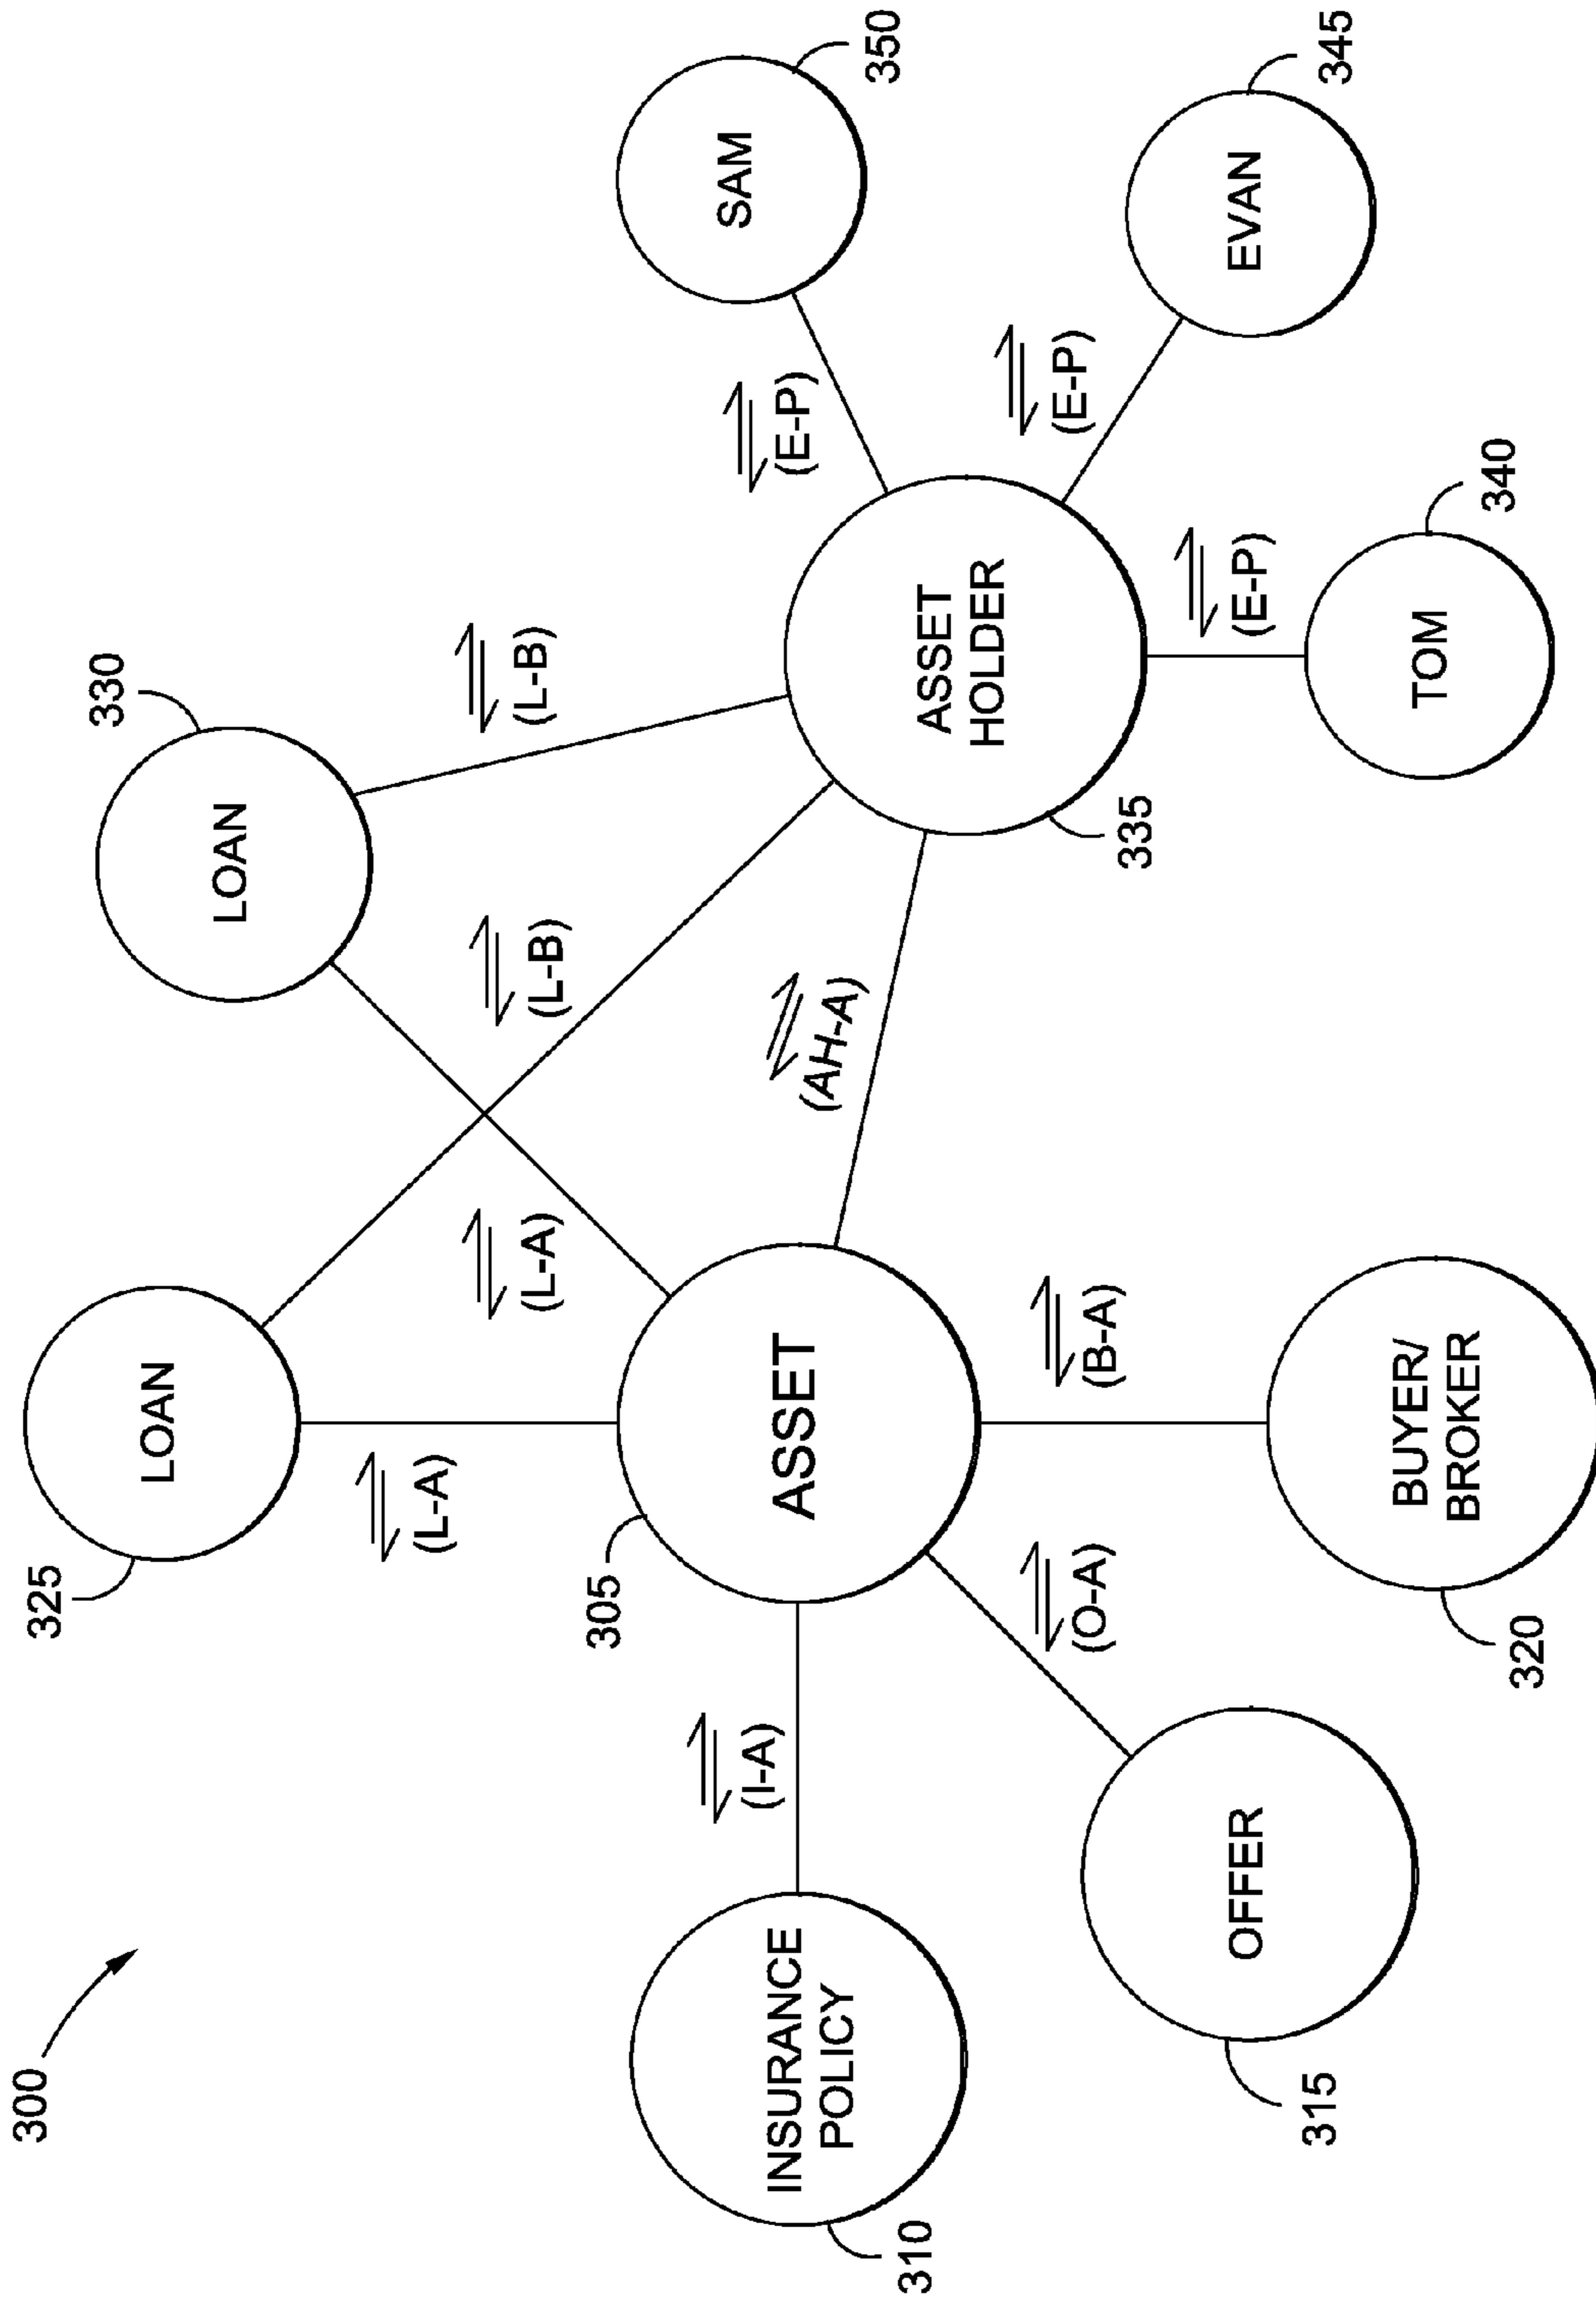 300
325
LOAN
330
LOAN
(L-A)
(L-A)
(L-B)
(L-B)
305
ASSET
(AH-A)
ASSET
HOLDER
335
INSURANCE
POLICY
310
(I-A)
OFFER
315
(O-A)
BUYER/
BROKER
320
(B-A)
SAM
350
(E-P)
EVAN
345
(E-P)
TOM
340
(E-P)